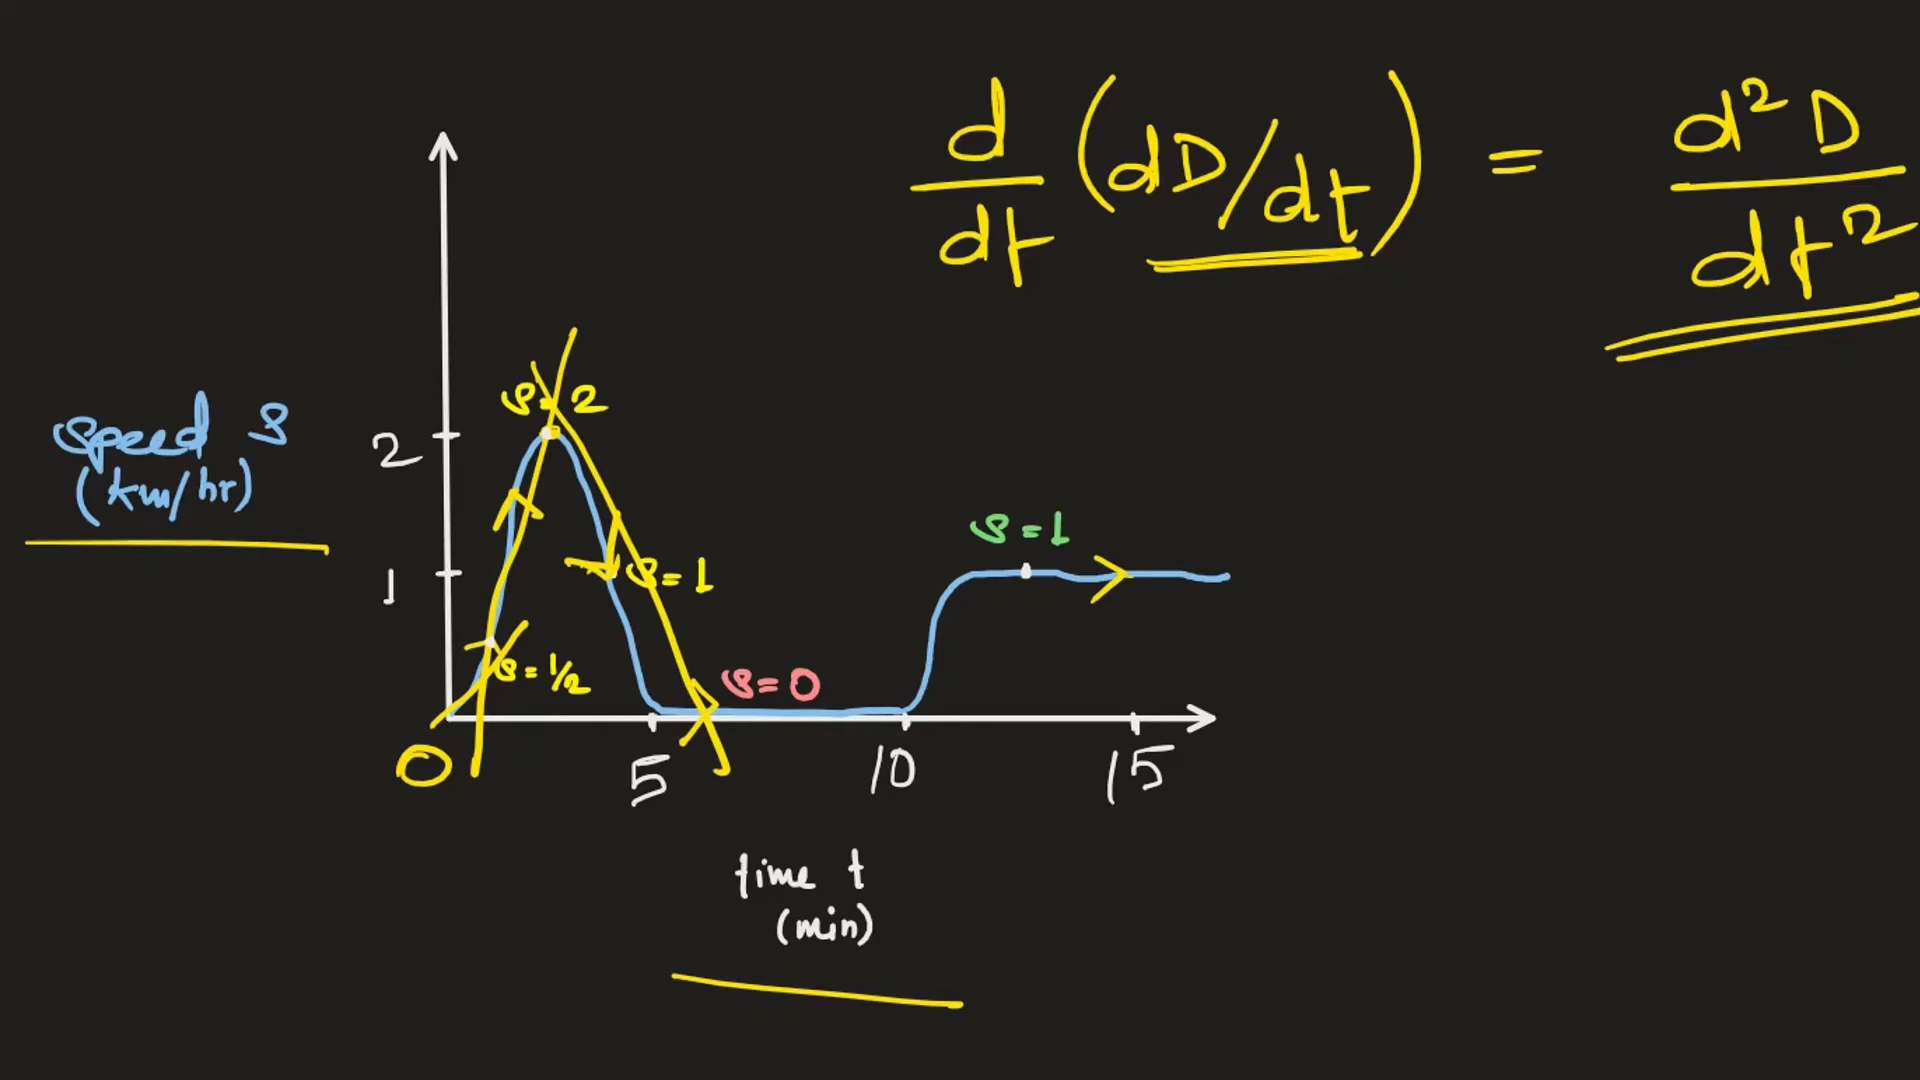 d/dt (dD/dt) = d²D/dt²
speed s
(km/hr)
2
1
s=2
s=1
s=1/2
s=0
s=1
0
5
10
15
time t
(min)